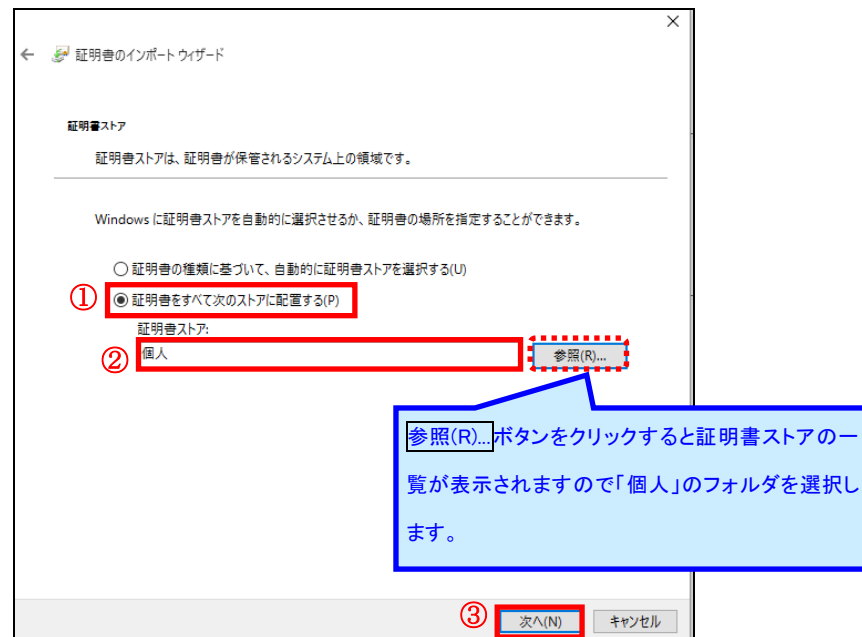 証明書のインポート ウィザード
証明書ストア
証明書ストアは、証明書が保管されるシステム上の領域です。
Windows に証明書ストアを自動的に選択させるか、証明書の場所を指定することができます。
証明書の種類に基づいて、自動的に証明書ストアを選択する(U)
① 証明書をすべて次のストアに配置する(P)
証明書ストア:
② 個人 参照(R)...
参照(R)...ボタンをクリックすると証明書ストアの一
覧が表示されますので「個人」のフォルダを選択し
ます。
③ 次へ(N) キャンセル